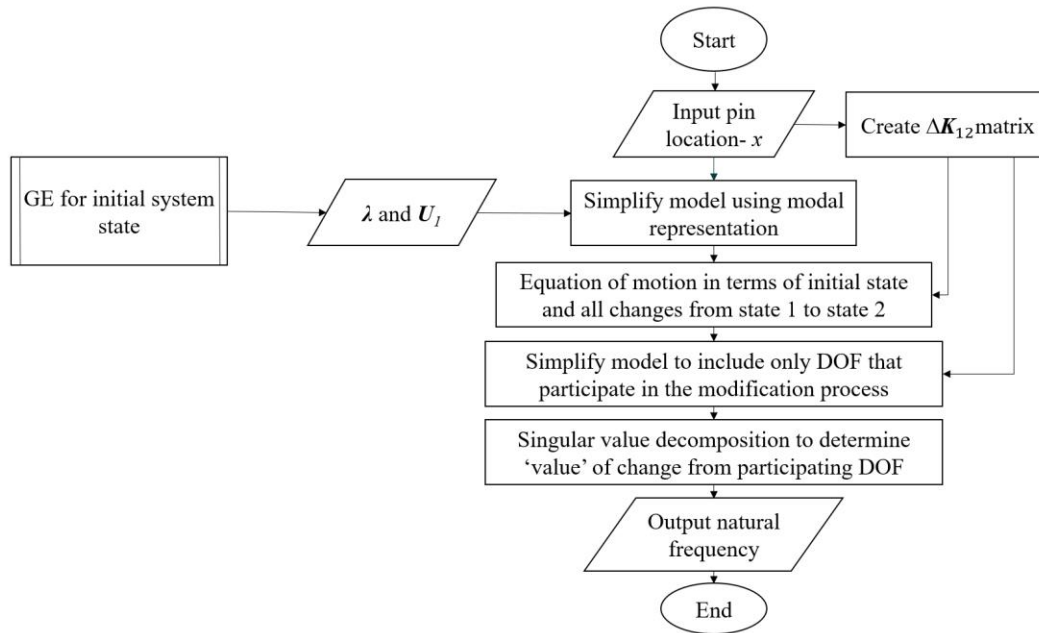 Start
Input pin
location- x
Create ΔK₁₂ matrix
GE for initial system
state
λ and U₁
Simplify model using modal
representation
Equation of motion in terms of initial state
and all changes from state 1 to state 2
Simplify model to include only DOF that
participate in the modification process
Singular value decomposition to determine
‘value’ of change from participating DOF
Output natural
frequency
End